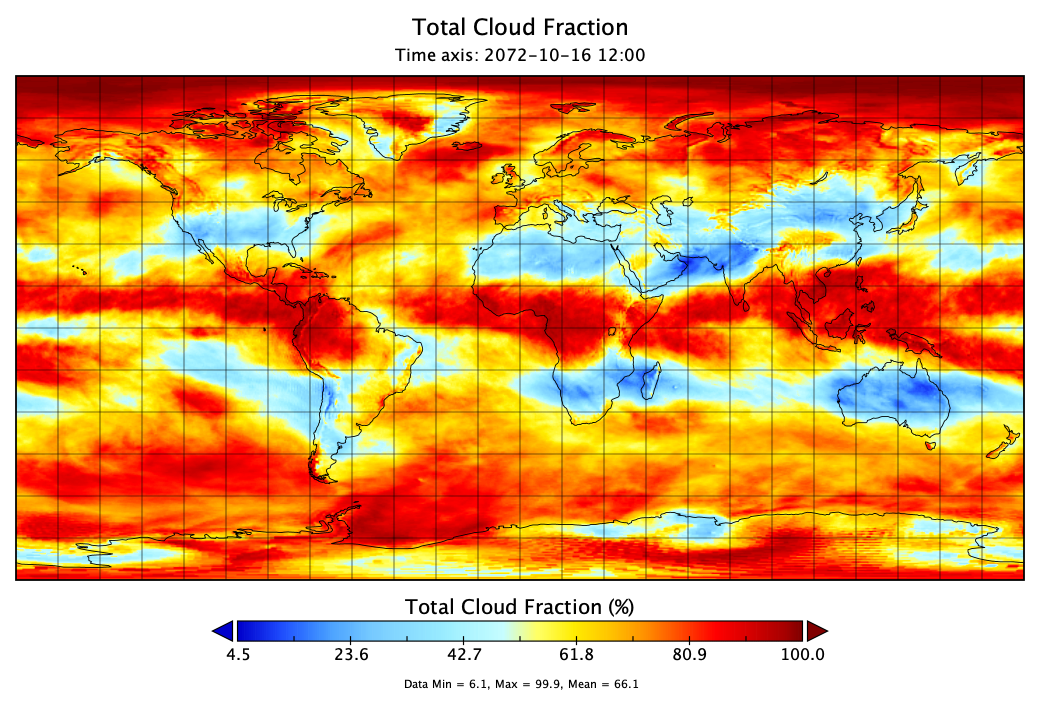 Total Cloud Fraction
Time axis: 2072-10-16 12:00
Total Cloud Fraction (%)
4.5 23.6 42.7 61.8 80.9 100.0
Data Min = 6.1, Max = 99.9, Mean = 66.1